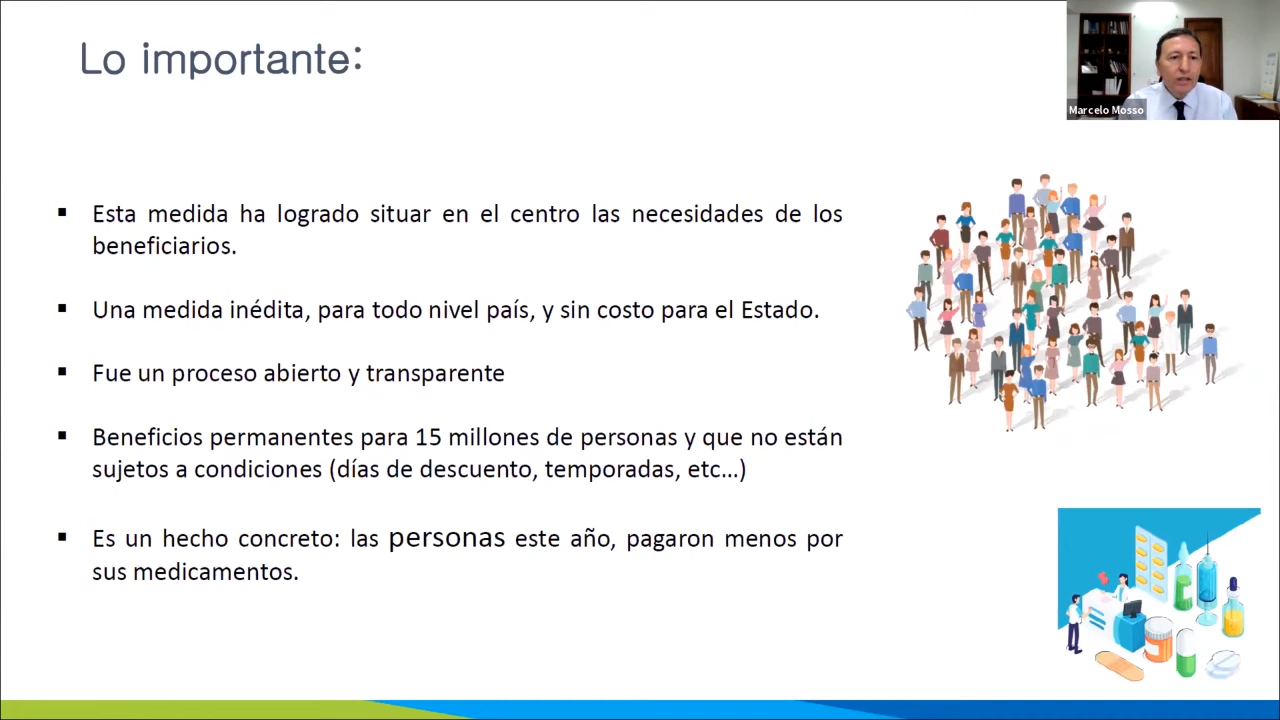 Lo importante:
Marcelo Mosso
▪ Esta medida ha logrado situar en el centro las necesidades de los
beneficiarios.
▪ Una medida inédita, para todo nivel país, y sin costo para el Estado.
▪ Fue un proceso abierto y transparente
▪ Beneficios permanentes para 15 millones de personas y que no están
sujetos a condiciones (días de descuento, temporadas, etc...)
▪ Es un hecho concreto: las personas este año, pagaron menos por
sus medicamentos.